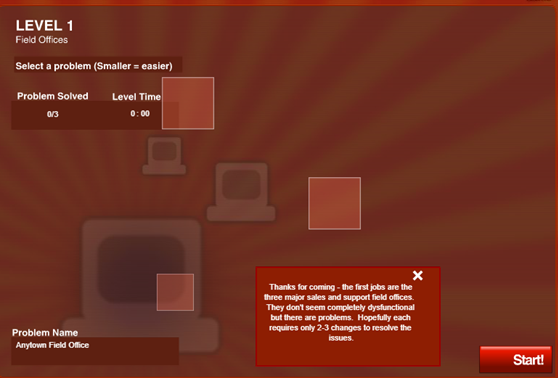 LEVEL 1
Field Offices
Select a problem (Smaller = easier)
Problem Solved Level Time
0/3 0:00
Thanks for coming - the first jobs are the
three major sales and support field offices.
They don't seem completely dysfunctional
but there are problems. Hopefully each
requires only 2-3 changes to resolve the
issues.
Problem Name
Anytown Field Office
Start!